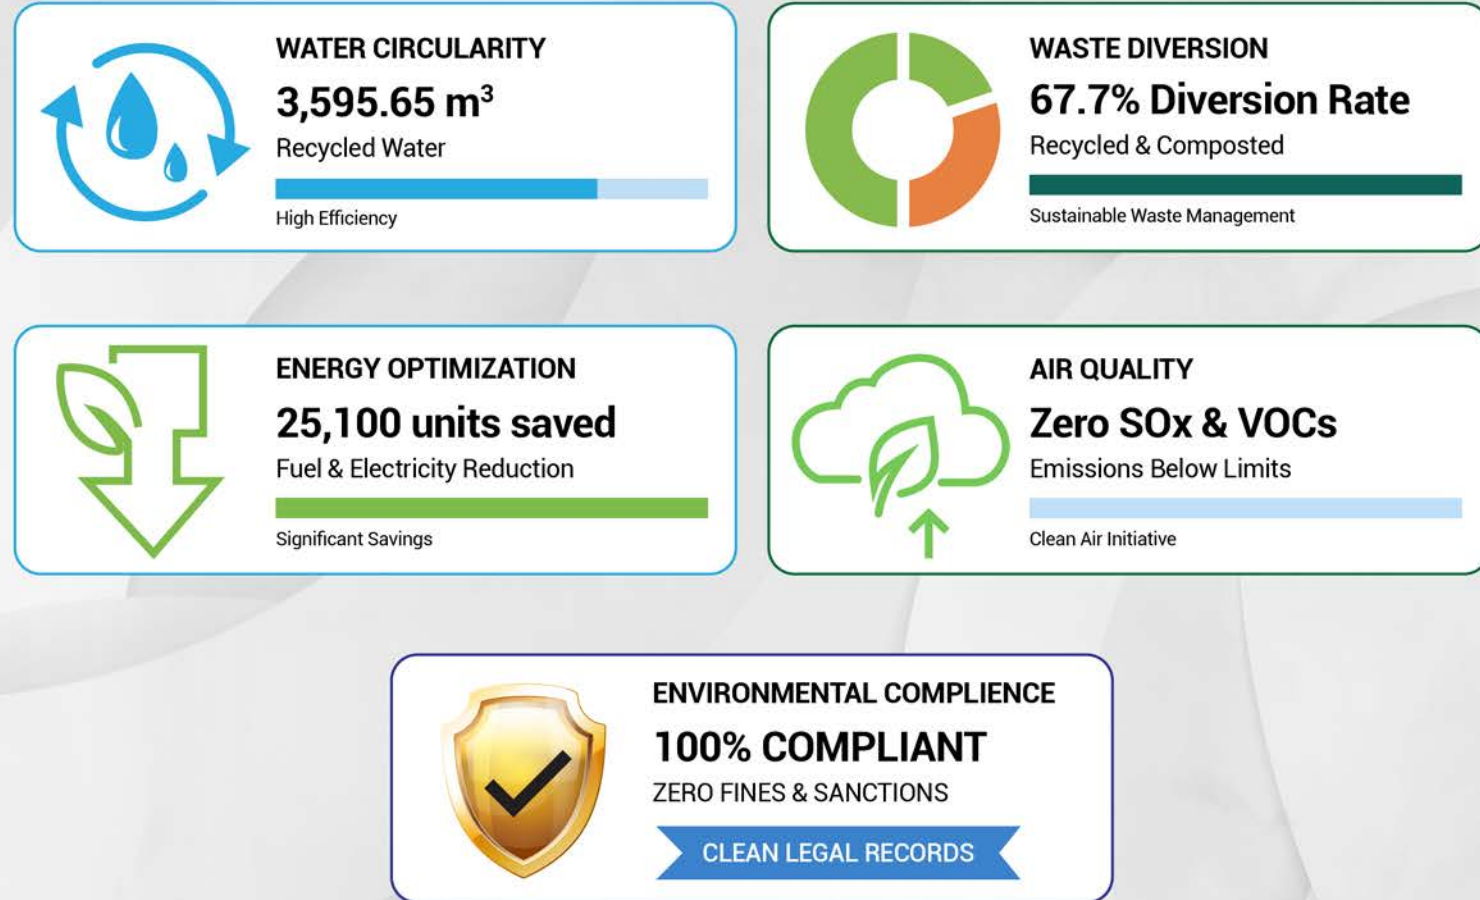 WATER CIRCULARITY
3,595.65 m³
Recycled Water
High Efficiency
WASTE DIVERSION
67.7% Diversion Rate
Recycled & Composted
Sustainable Waste Management
ENERGY OPTIMIZATION
25,100 units saved
Fuel & Electricity Reduction
Significant Savings
AIR QUALITY
Zero SOx & VOCs
Emissions Below Limits
Clean Air Initiative
ENVIRONMENTAL COMPLIENCE
100% COMPLIANT
ZERO FINES & SANCTIONS
CLEAN LEGAL RECORDS